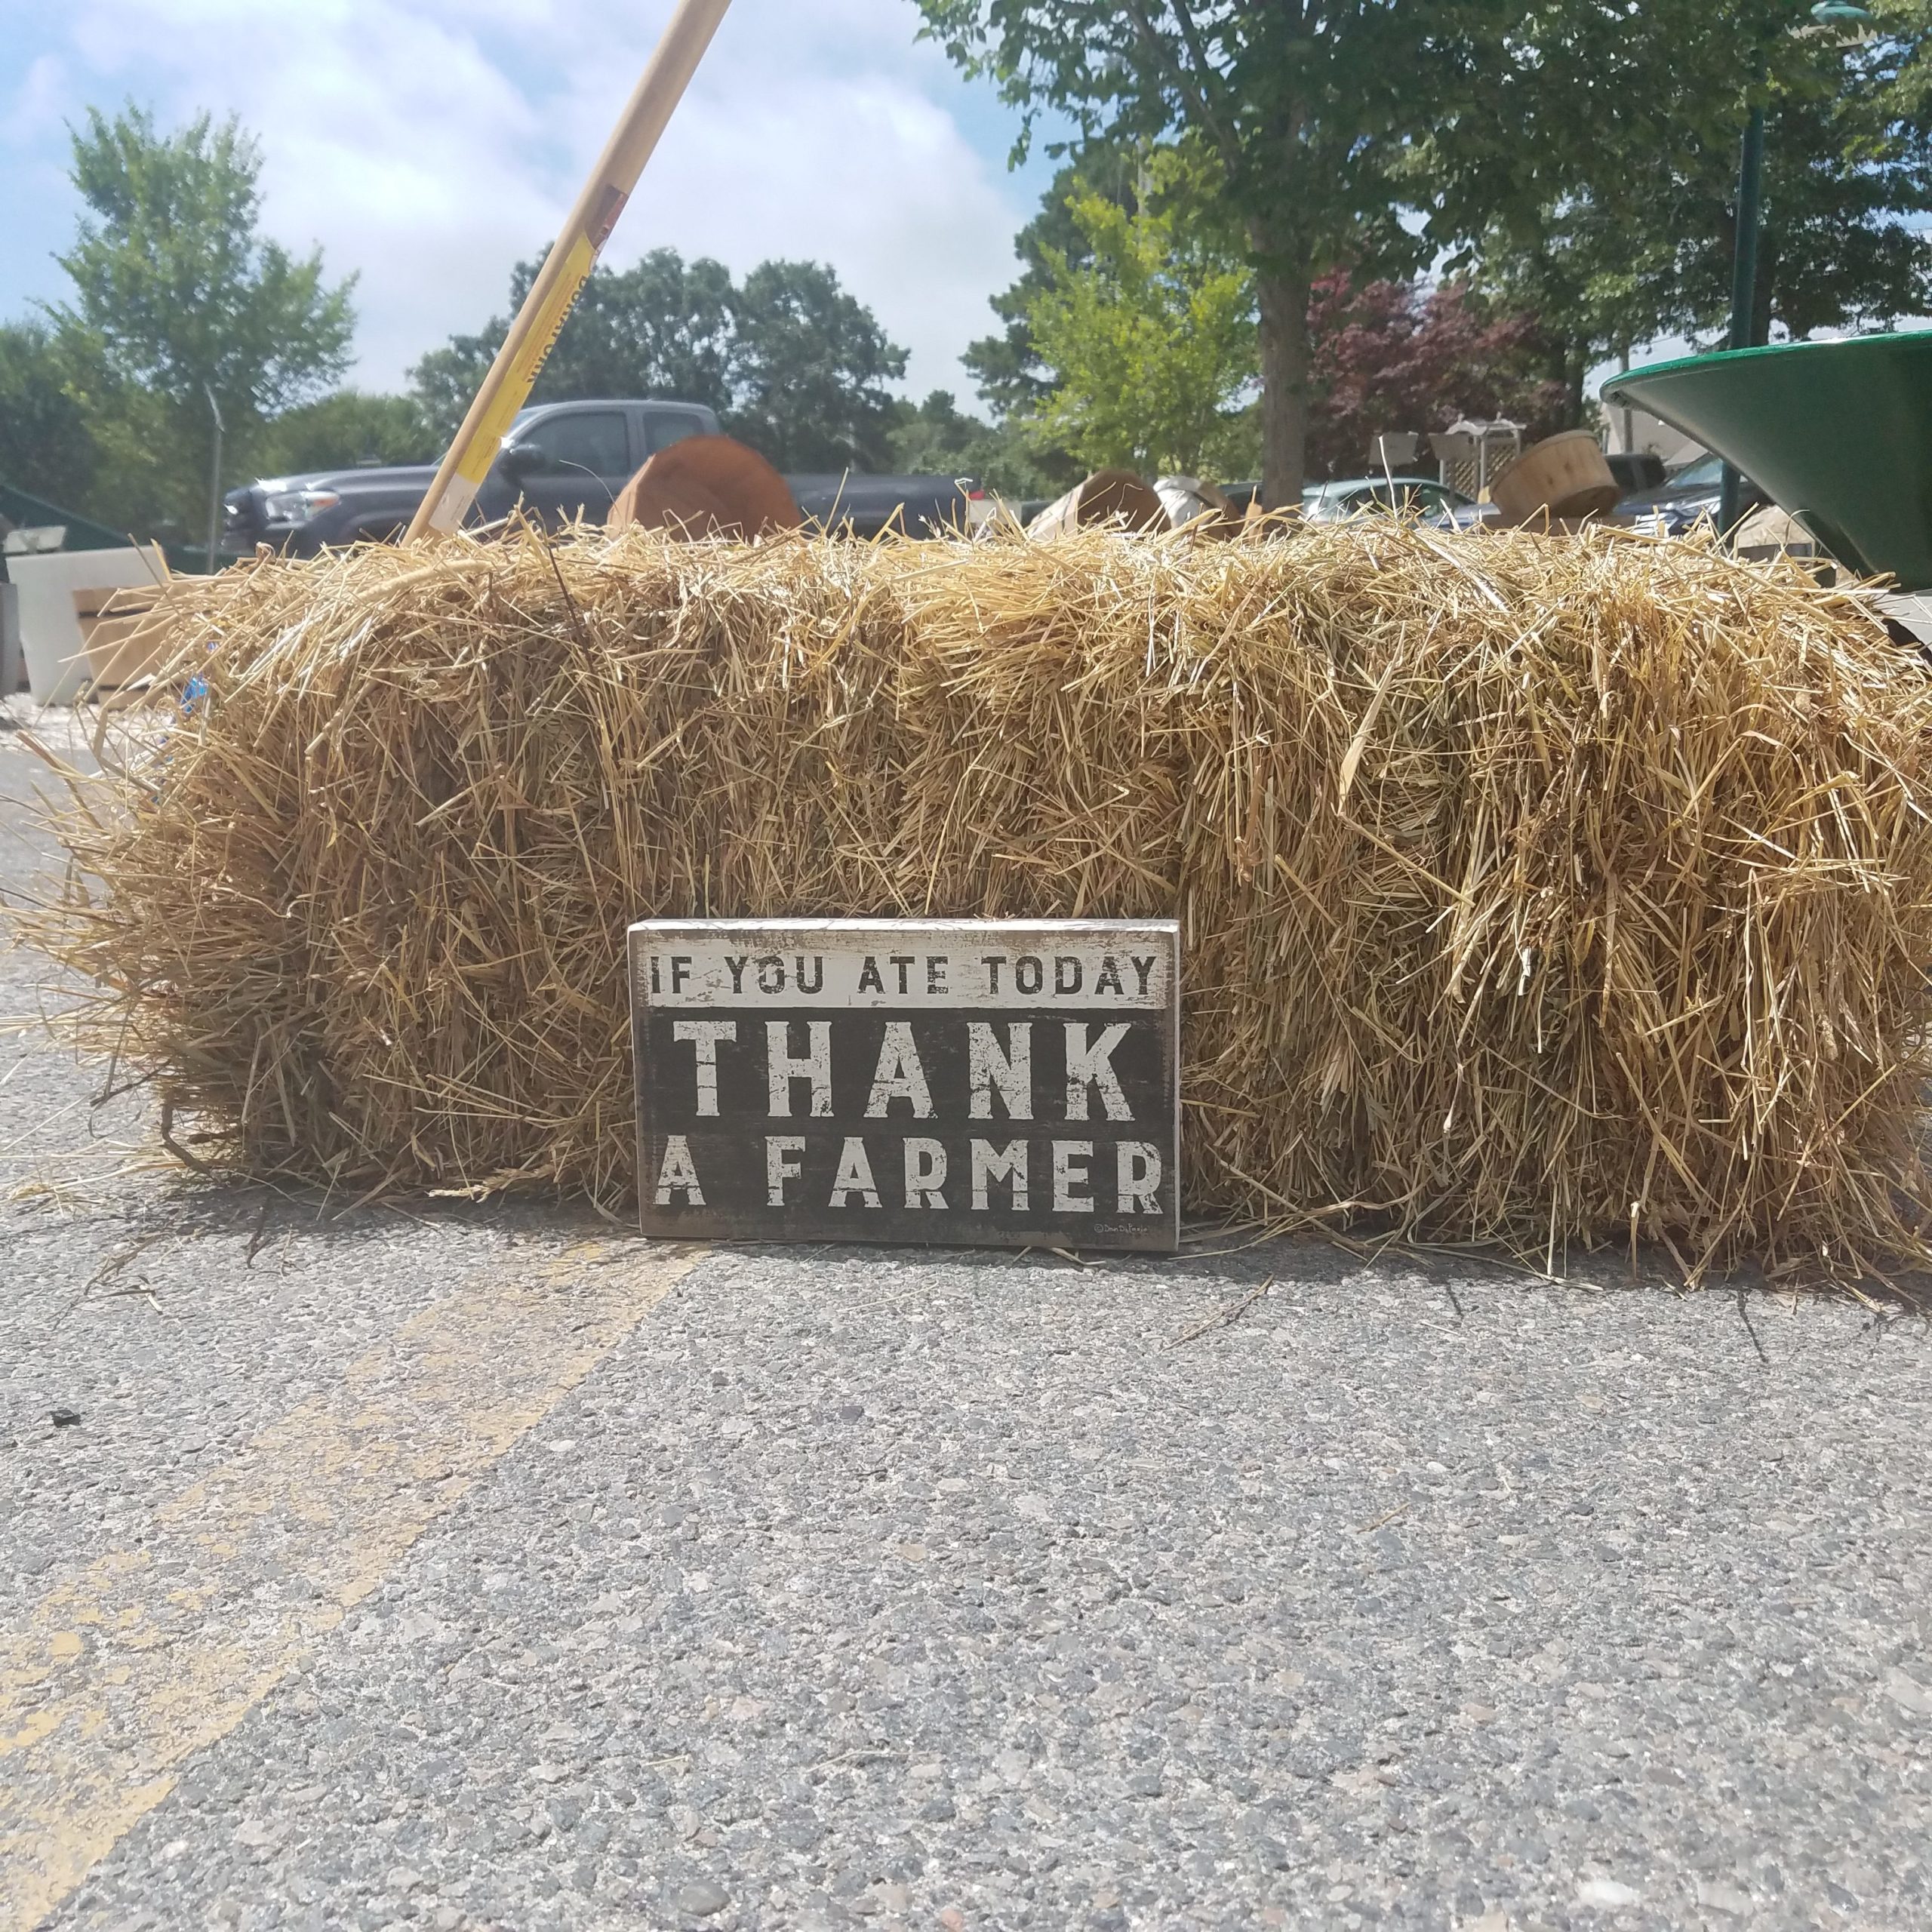 IF YOU ATE TODAY
THANK
A FARMER